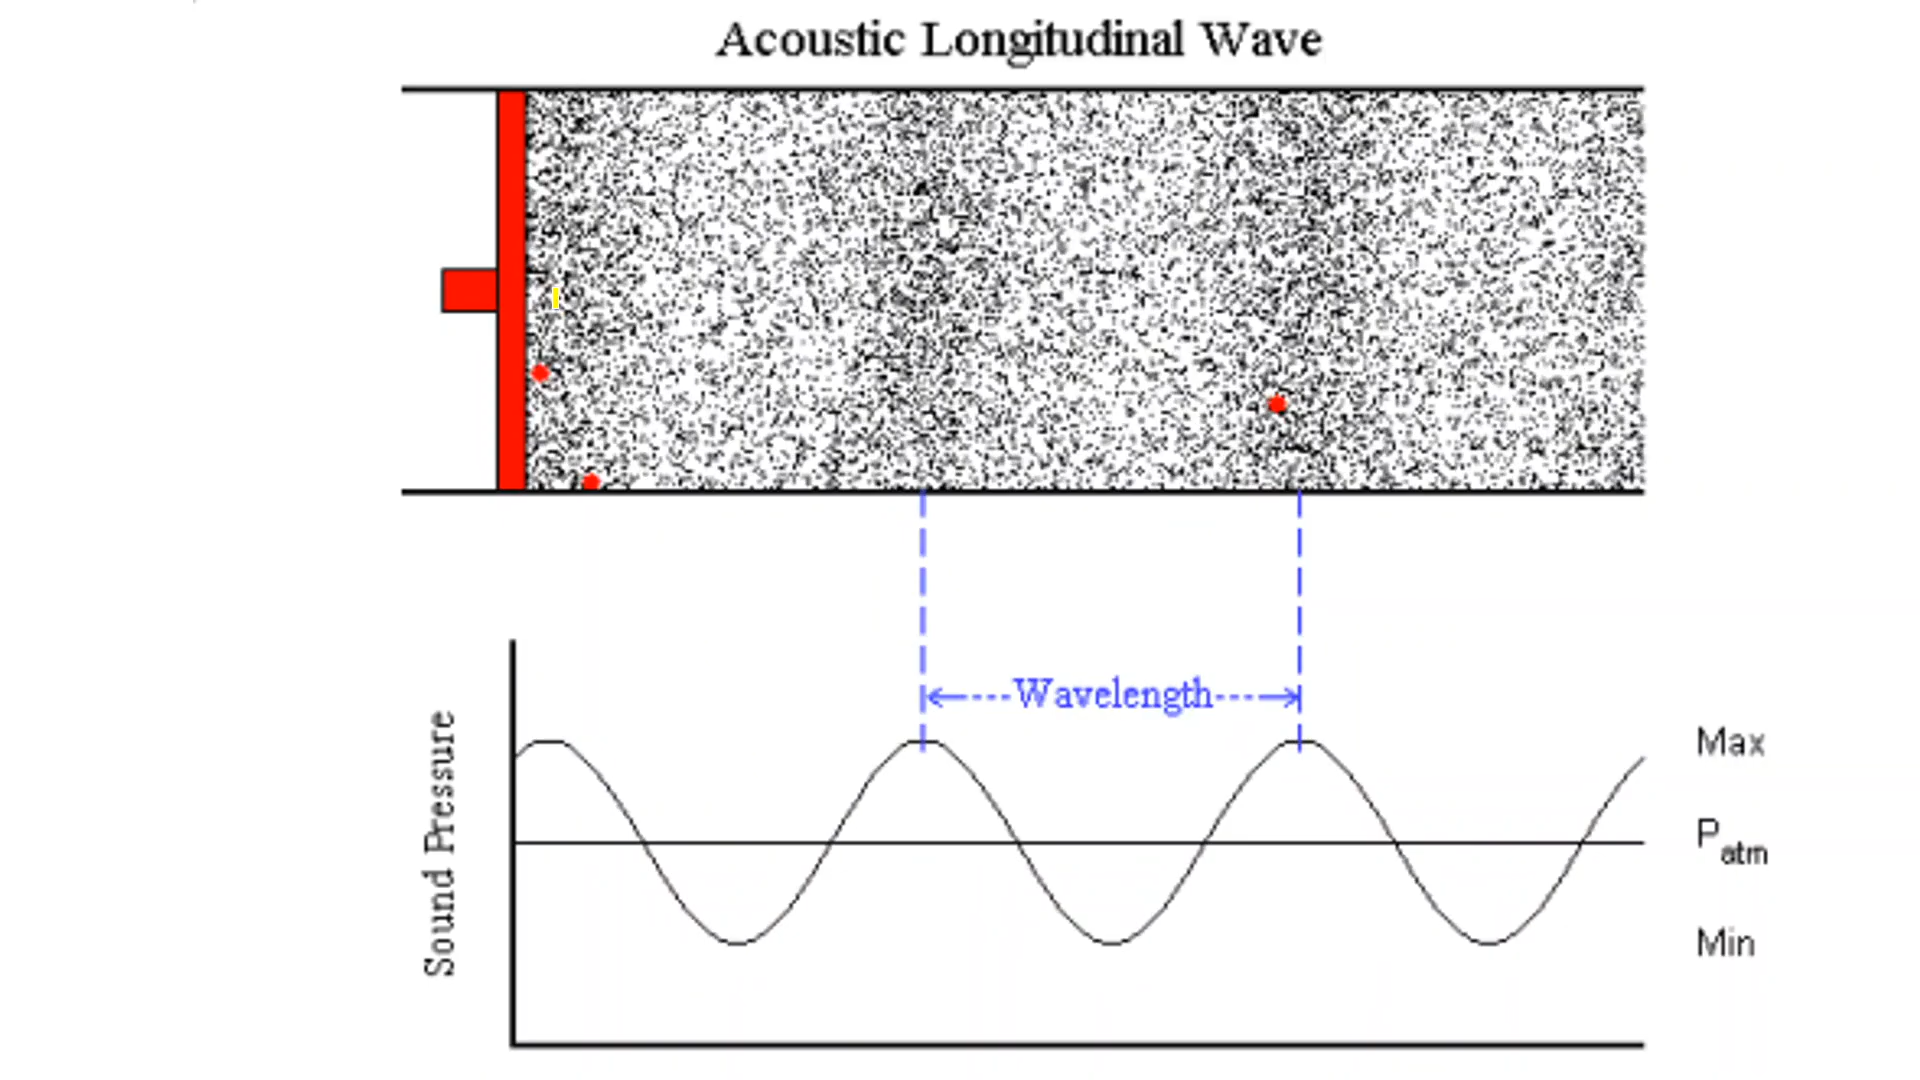 Acoustic Longitudinal Wave
Wavelength
Sound Pressure
Max
Patm
Min